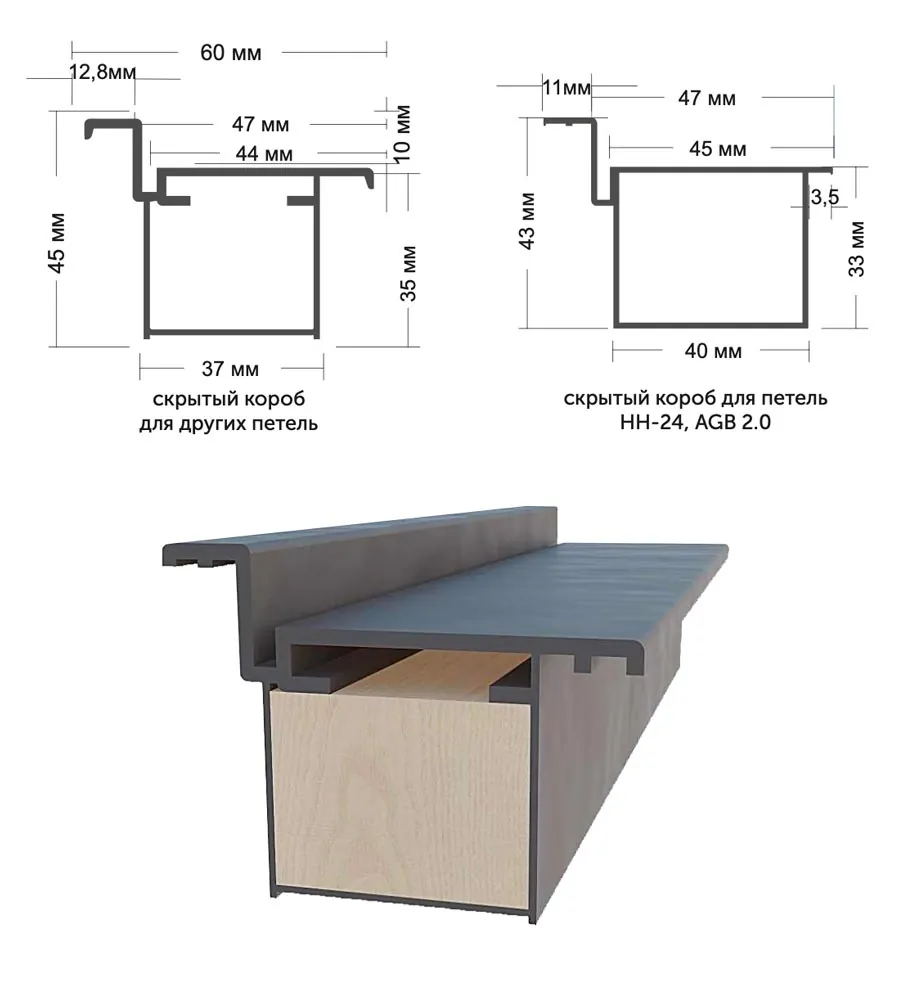 60 мм
12,8мм
47 мм
44 мм
10 мм
45 мм
35 мм
37 мм
скрытый короб
для других петель
11мм
47 мм
45 мм
3,5
43 мм
33 мм
40 мм
скрытый короб для петель
НН-24, AGB 2.0